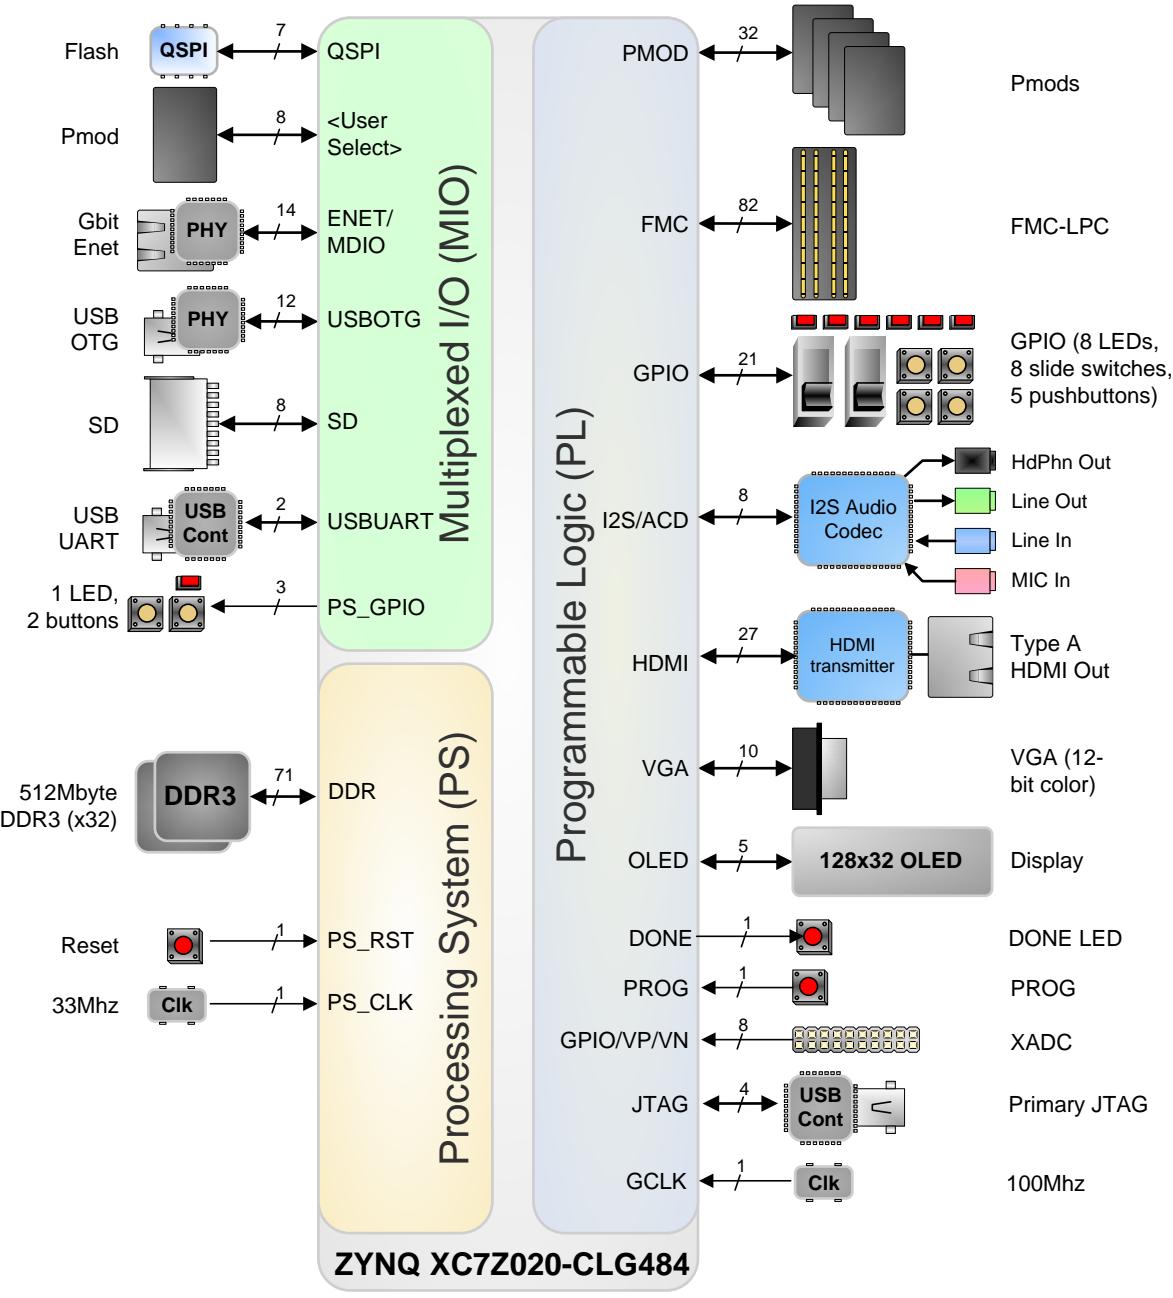 Flash
QSPI
7
QSPI
Pmod
8
<User
Select>
Gbit
Enet
PHY
14
ENET/
MDIO
USB
OTG
PHY
12
USBOTG
SD
8
SD
USB
UART
USB
Cont
2
USBUART
1 LED,
2 buttons
3
PS_GPIO
Multiplexed I/O (MIO)
512Mbyte
DDR3 (x32)
DDR3
71
DDR
Reset
1
PS_RST
33Mhz
Clk
1
PS_CLK
Processing System (PS)
Programmable Logic (PL)
PMOD
32
Pmods
FMC
82
FMC-LPC
GPIO
21
GPIO (8 LEDs,
8 slide switches,
5 pushbuttons)
I2S/ACD
8
I2S Audio
Codec
HdPhn Out
Line Out
Line In
MIC In
HDMI
27
HDMI
transmitter
Type A
HDMI Out
VGA
10
VGA (12-
bit color)
OLED
5
128x32 OLED
Display
DONE
1
DONE LED
PROG
1
PROG
GPIO/VP/VN
8
XADC
JTAG
4
USB
Cont
Primary JTAG
GCLK
1
Clk
100Mhz
ZYNQ XC7Z020-CLG484